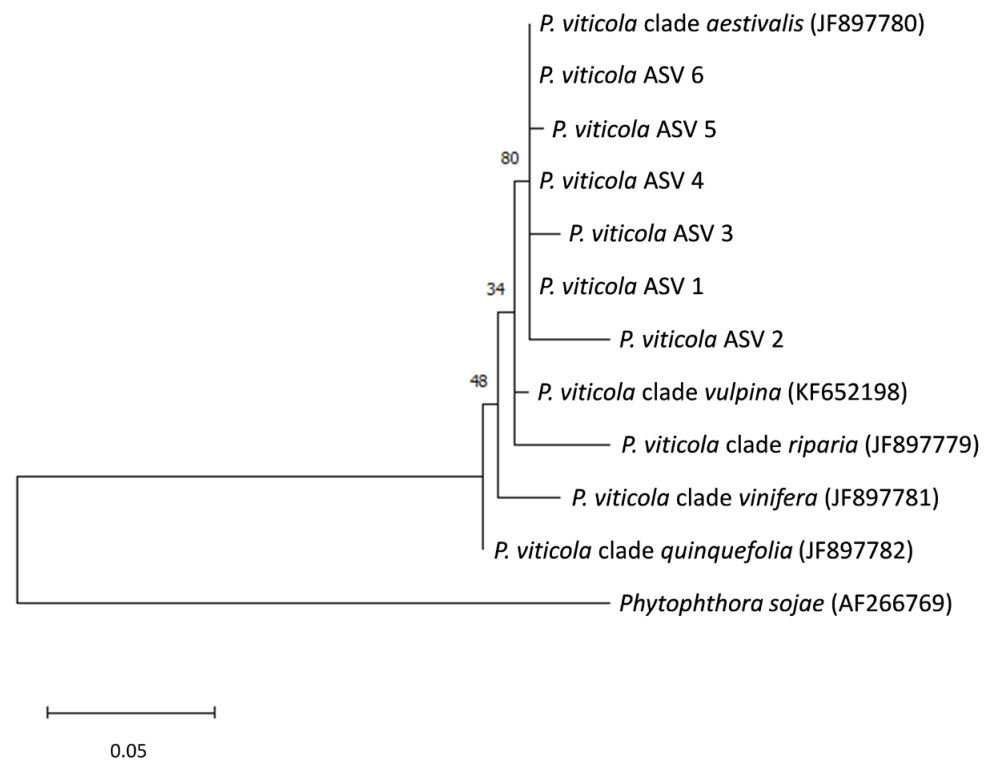 P. viticola clade aestivalis (JF897780)
P. viticola ASV 6
P. viticola ASV 5
80
P. viticola ASV 4
P. viticola ASV 3
34
P. viticola ASV 1
P. viticola ASV 2
48
P. viticola clade vulpina (KF652198)
P. viticola clade riparia (JF897779)
P. viticola clade vinifera (JF897781)
P. viticola clade quinquefolia (JF897782)
Phytophthora sojae (AF266769)
0.05